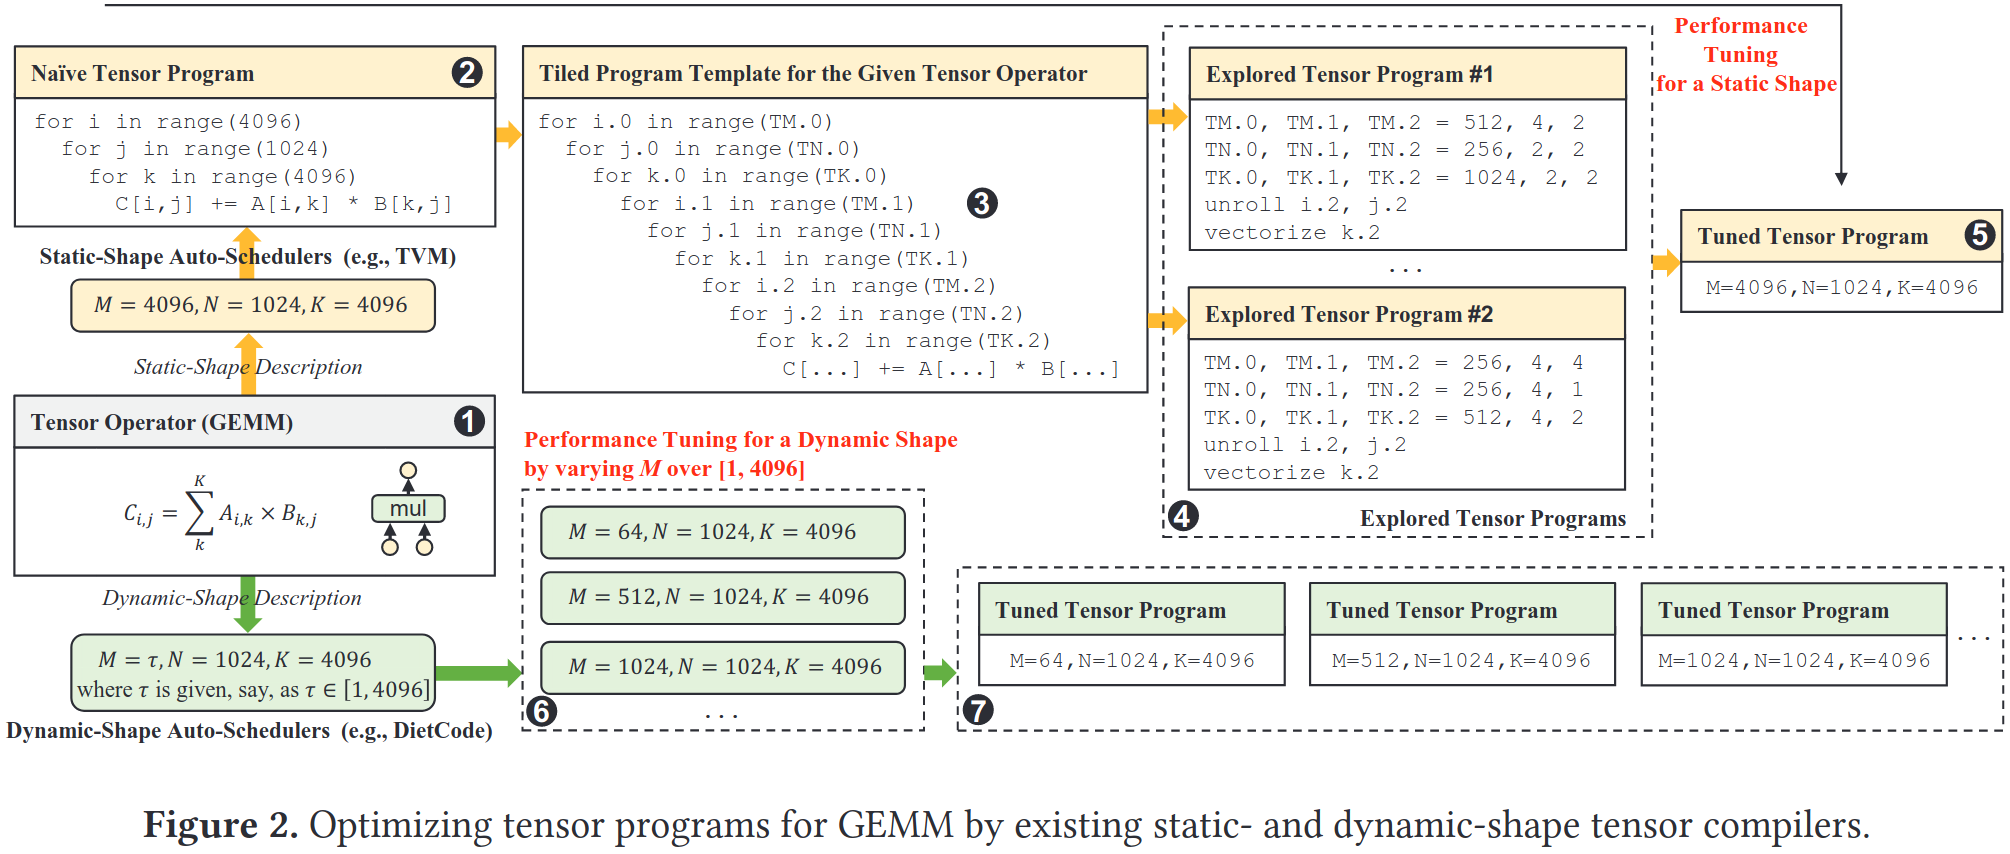 Naïve Tensor Program 2
for i in range(4096)
for j in range(1024)
for k in range(4096)
C[i,j] += A[i,k] * B[k,j]
Static-Shape Auto-Schedulers (e.g., TVM)
M = 4096, N = 1024, K = 4096
Static-Shape Description
Tensor Operator (GEMM) 1
C_{i,j} = \sum_{k}^{K} A_{i,k} × B_{k,j}
mul
Dynamic-Shape Description
M = τ, N = 1024, K = 4096
where τ is given, say, as τ ∈ [1, 4096]
Dynamic-Shape Auto-Schedulers (e.g., DietCode)
Tiled Program Template for the Given Tensor Operator
for i.0 in range(TM.0)
for j.0 in range(TN.0)
for k.0 in range(TK.0)
for i.1 in range(TM.1) 3
for j.1 in range(TN.1)
for k.1 in range(TK.1)
for i.2 in range(TM.2)
for j.2 in range(TN.2)
for k.2 in range(TK.2)
C[...] += A[...] * B[...]
Performance Tuning for a Dynamic Shape
by varying M over [1, 4096]
M = 64, N = 1024, K = 4096
M = 512, N = 1024, K = 4096
M = 1024, N = 1024, K = 4096
6 ...
Explored Tensor Program #1
TM.0, TM.1, TM.2 = 512, 4, 2
TN.0, TN.1, TN.2 = 256, 2, 2
TK.0, TK.1, TK.2 = 1024, 2, 2
unroll i.2, j.2
vectorize k.2
...
Explored Tensor Program #2
TM.0, TM.1, TM.2 = 256, 4, 4
TN.0, TN.1, TN.2 = 256, 4, 1
TK.0, TK.1, TK.2 = 512, 4, 2
unroll i.2, j.2
vectorize k.2
4 Explored Tensor Programs
Performance
Tuning
for a Static Shape
Tuned Tensor Program 5
M=4096,N=1024,K=4096
Tuned Tensor Program
M=64,N=1024,K=4096
Tuned Tensor Program
M=512,N=1024,K=4096
Tuned Tensor Program
M=1024,N=1024,K=4096
...
7
Figure 2. Optimizing tensor programs for GEMM by existing static- and dynamic-shape tensor compilers.